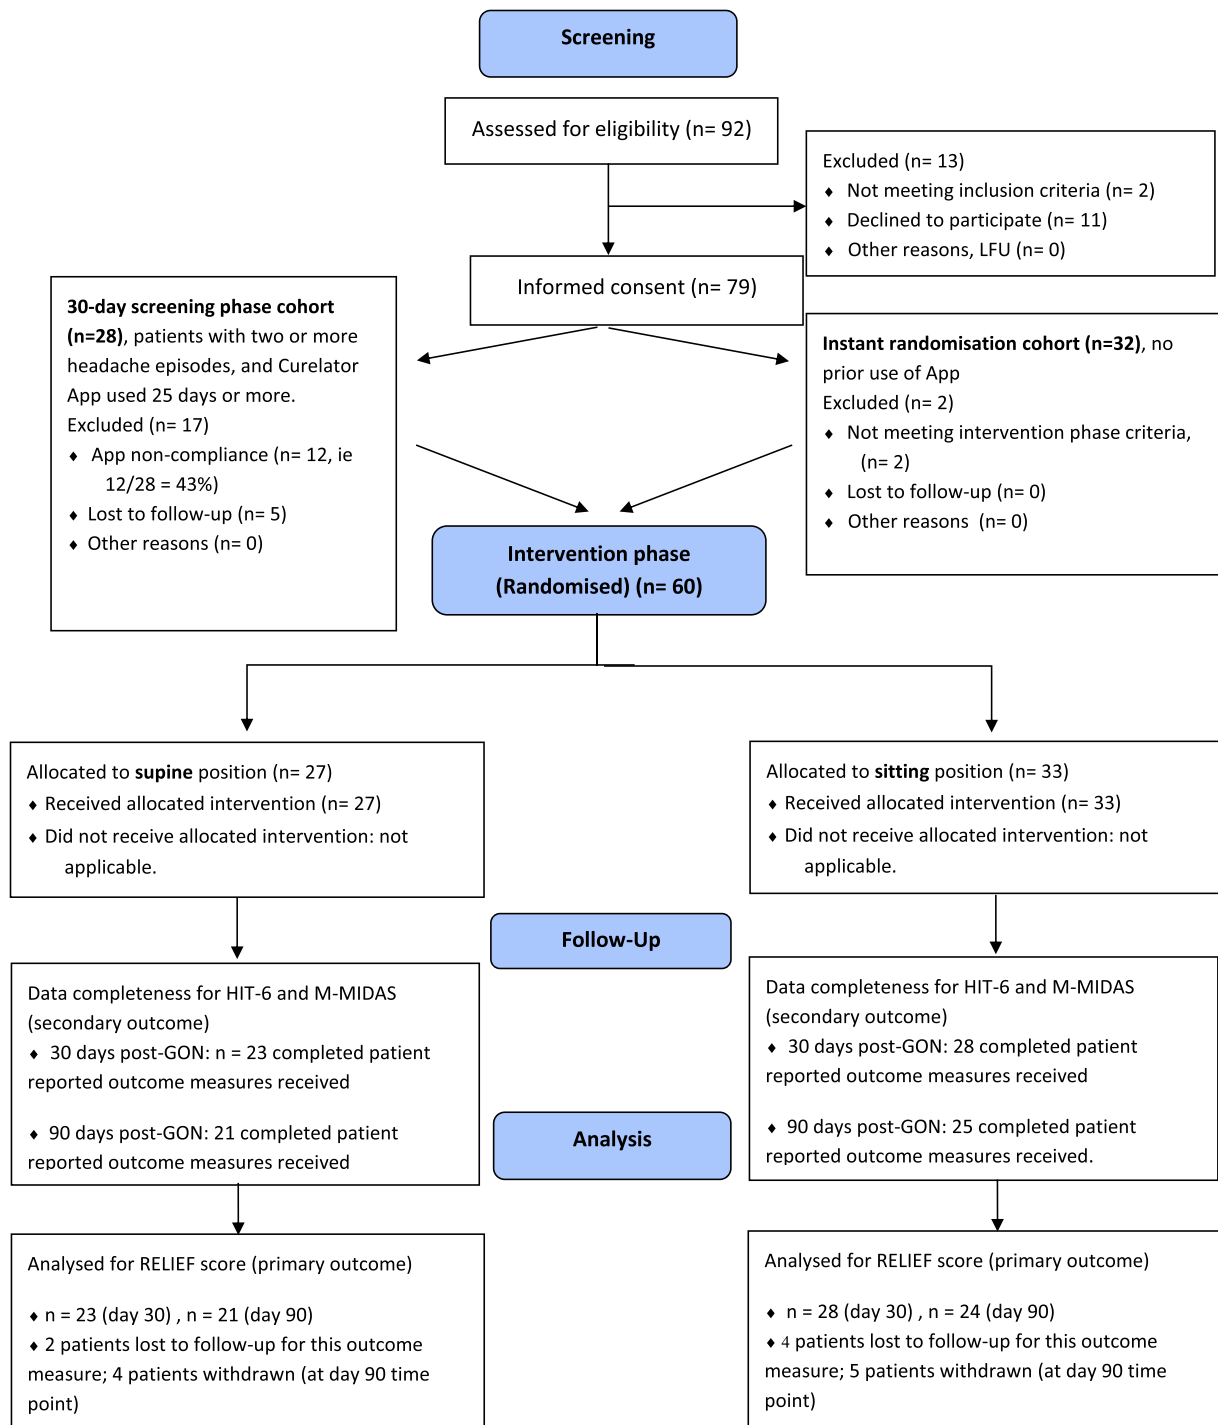 Screening
Assessed for eligibility (n= 92)
Excluded (n= 13)
♦ Not meeting inclusion criteria (n= 2)
♦ Declined to participate (n= 11)
♦ Other reasons, LFU (n= 0)
Informed consent (n= 79)
30-day screening phase cohort
(n=28), patients with two or more
headache episodes, and Curelator
App used 25 days or more.
Excluded (n= 17)
♦ App non-compliance (n= 12, ie
12/28 = 43%)
♦ Lost to follow-up (n= 5)
♦ Other reasons (n= 0)
Instant randomisation cohort (n=32), no
prior use of App
Excluded (n= 2)
♦ Not meeting intervention phase criteria,
(n= 2)
♦ Lost to follow-up (n= 0)
♦ Other reasons (n= 0)
Intervention phase
(Randomised) (n= 60)
Allocated to supine position (n= 27)
♦ Received allocated intervention (n= 27)
♦ Did not receive allocated intervention: not
applicable.
Allocated to sitting position (n= 33)
♦ Received allocated intervention (n= 33)
♦ Did not receive allocated intervention: not
applicable.
Follow-Up
Data completeness for HIT-6 and M-MIDAS
(secondary outcome)
♦ 30 days post-GON: n = 23 completed patient
reported outcome measures received
♦ 90 days post-GON: 21 completed patient
reported outcome measures received
Data completeness for HIT-6 and M-MIDAS
(secondary outcome)
♦ 30 days post-GON: 28 completed patient
reported outcome measures received
♦ 90 days post-GON: 25 completed patient
reported outcome measures received.
Analysis
Analysed for RELIEF score (primary outcome)
♦ n = 23 (day 30) , n = 21 (day 90)
♦ 2 patients lost to follow-up for this outcome
measure; 4 patients withdrawn (at day 90 time
point)
Analysed for RELIEF score (primary outcome)
♦ n = 28 (day 30) , n = 24 (day 90)
♦ 4 patients lost to follow-up for this outcome
measure; 5 patients withdrawn (at day 90 time
point)